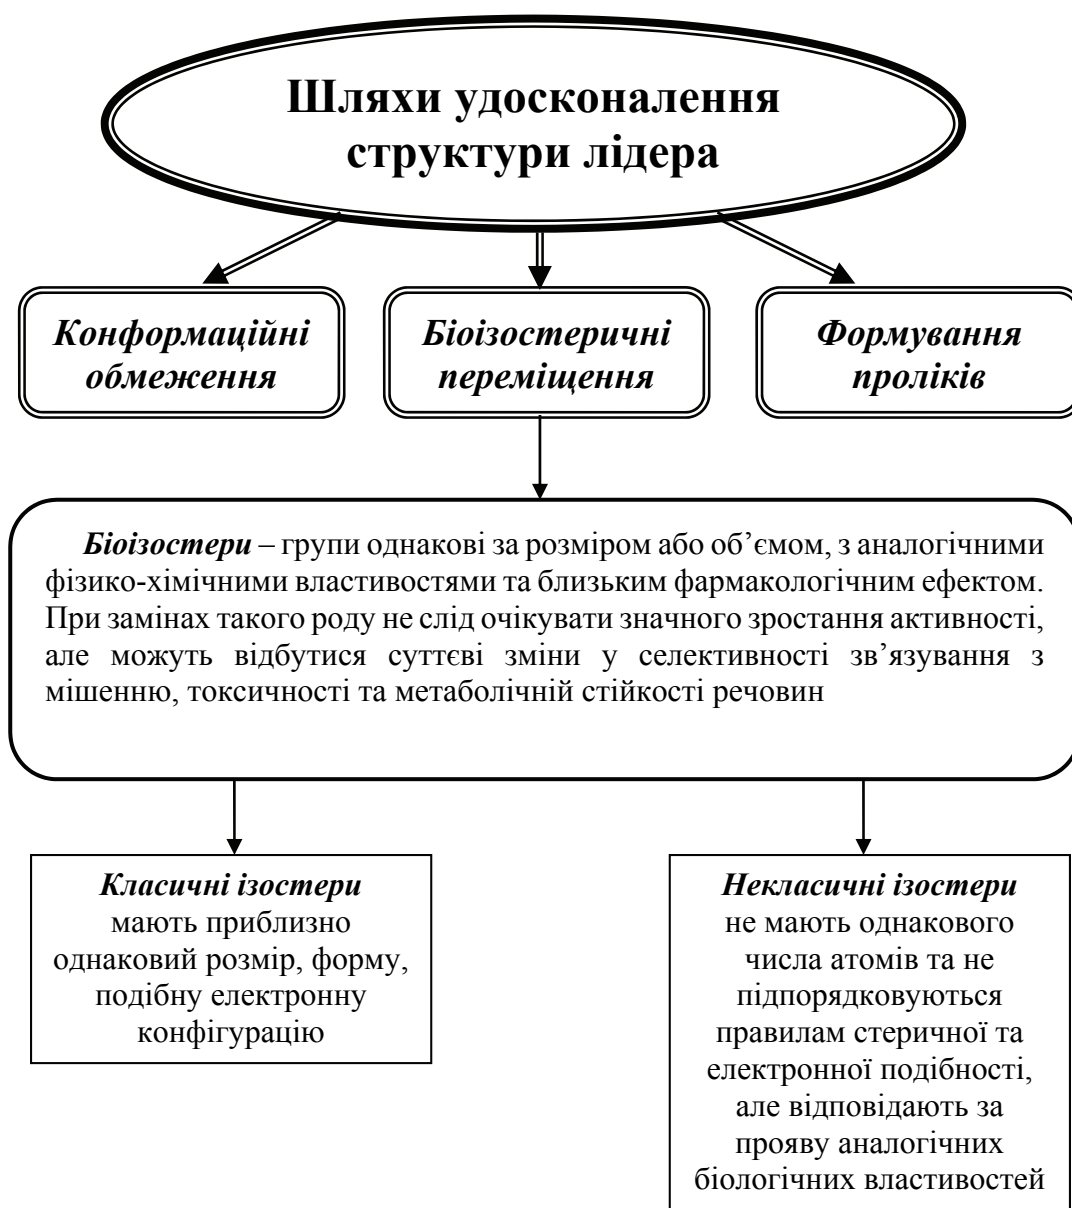 Шляхи удосконалення
структури лідера
Конформаційні
обмеження
Біоізостеричні
переміщення
Формування
проліків
Біоізостери – групи однакові за розміром або об’ємом, з аналогічними
фізико-хімічними властивостями та близьким фармакологічним ефектом.
При замінах такого роду не слід очікувати значного зростання активності,
але можуть відбутися суттєві зміни у селективності зв’язування з
мішенню, токсичності та метаболічній стійкості речовин
Класичні ізостери
мають приблизно
однаковий розмір, форму,
подібну електронну
конфігурацію
Некласичні ізостери
не мають однакового
числа атомів та не
підпорядковуються
правилам стеричної та
електронної подібності,
але відповідають за
прояву аналогічних
біологічних властивостей